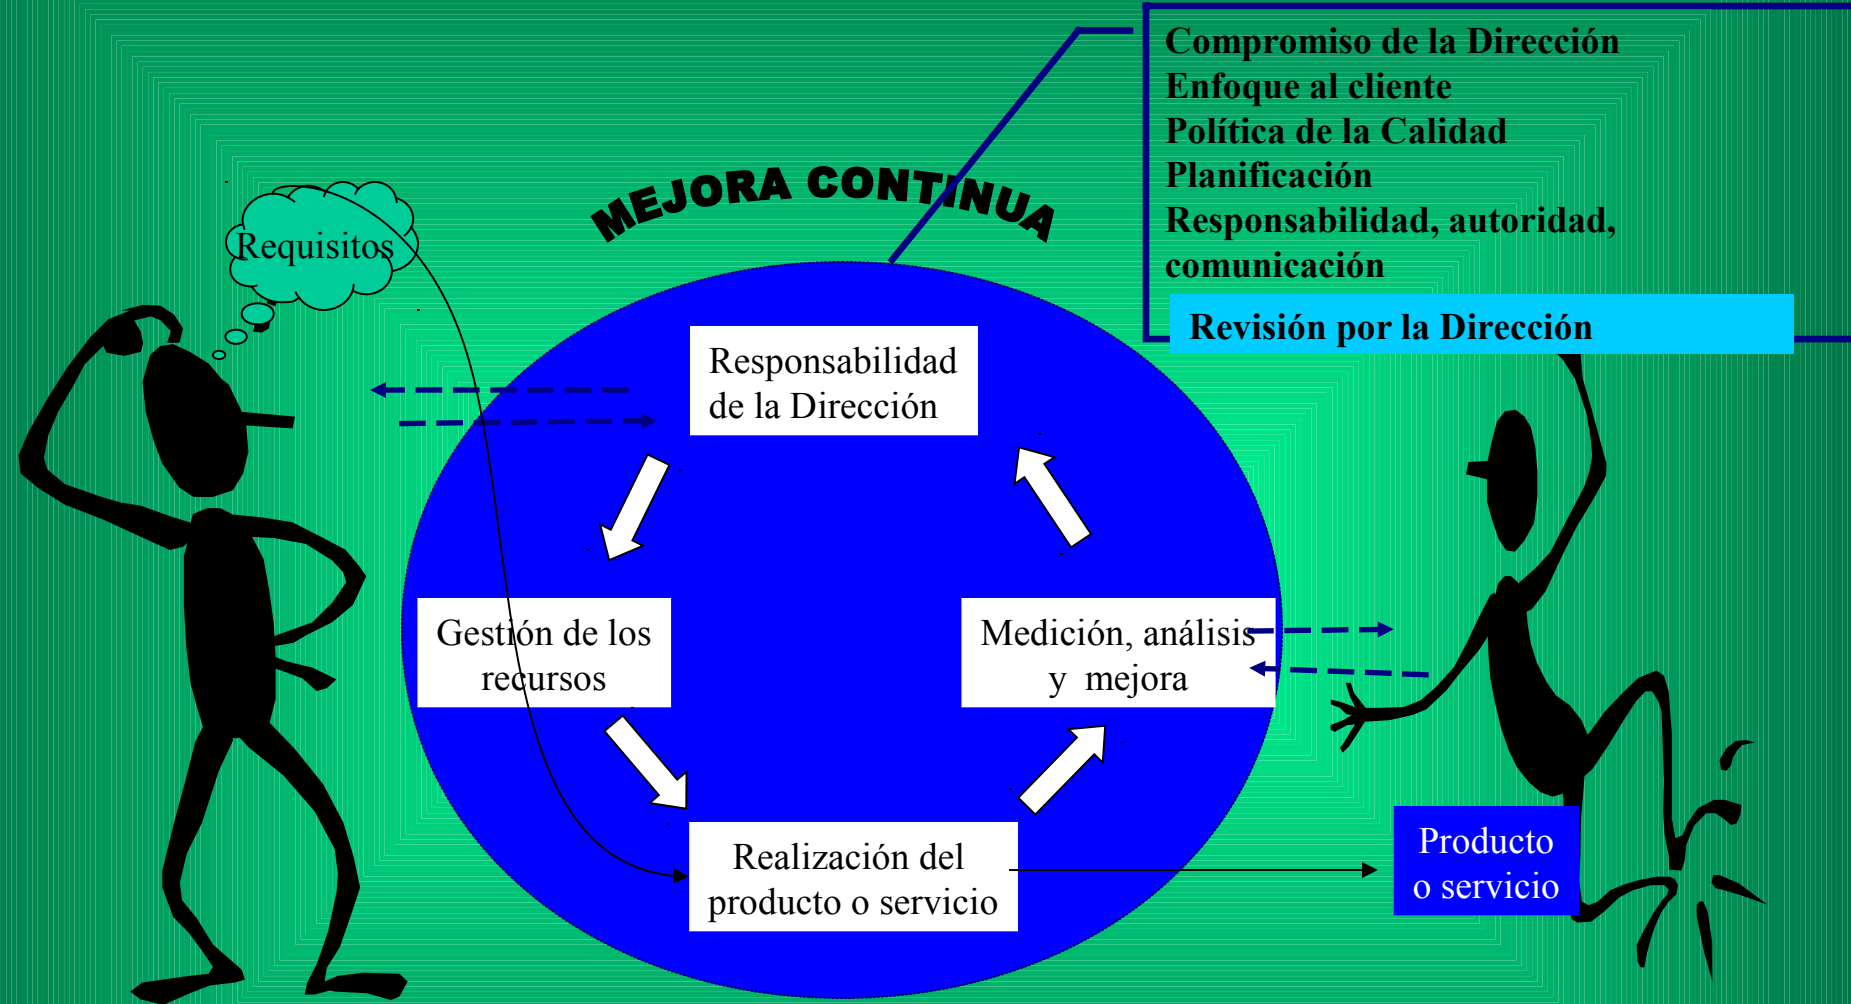 Compromiso de la Dirección
Enfoque al cliente
Política de la Calidad
Planificación
Responsabilidad, autoridad,
comunicación
Revisión por la Dirección
MEJORA CONTINUA
Requisitos
Responsabilidad
de la Dirección
Gestión de los
recursos
Medición, análisis
y mejora
Realización del
producto o servicio
Producto
o servicio